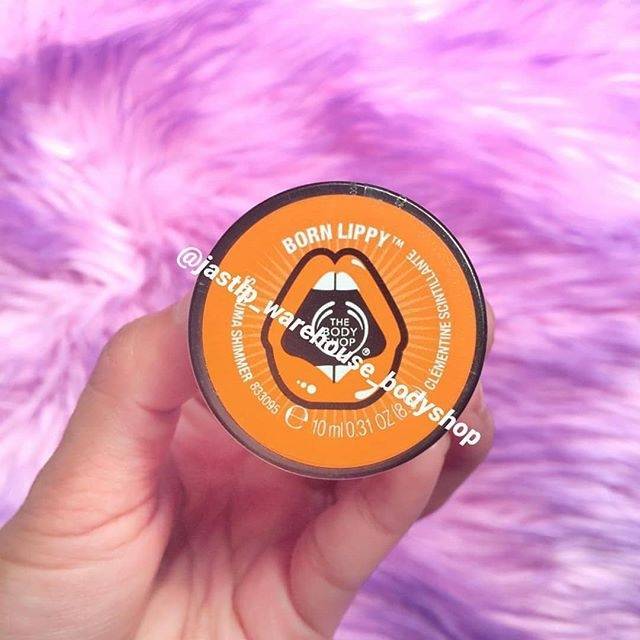 BORN LIPPY™
THE
BODY
SHOP®
SHIMMER
833095
e 10 ml 0.31 OZ
CLÉMENTINE SCINTILLANTE
@jastip_warehouse_bodyshop